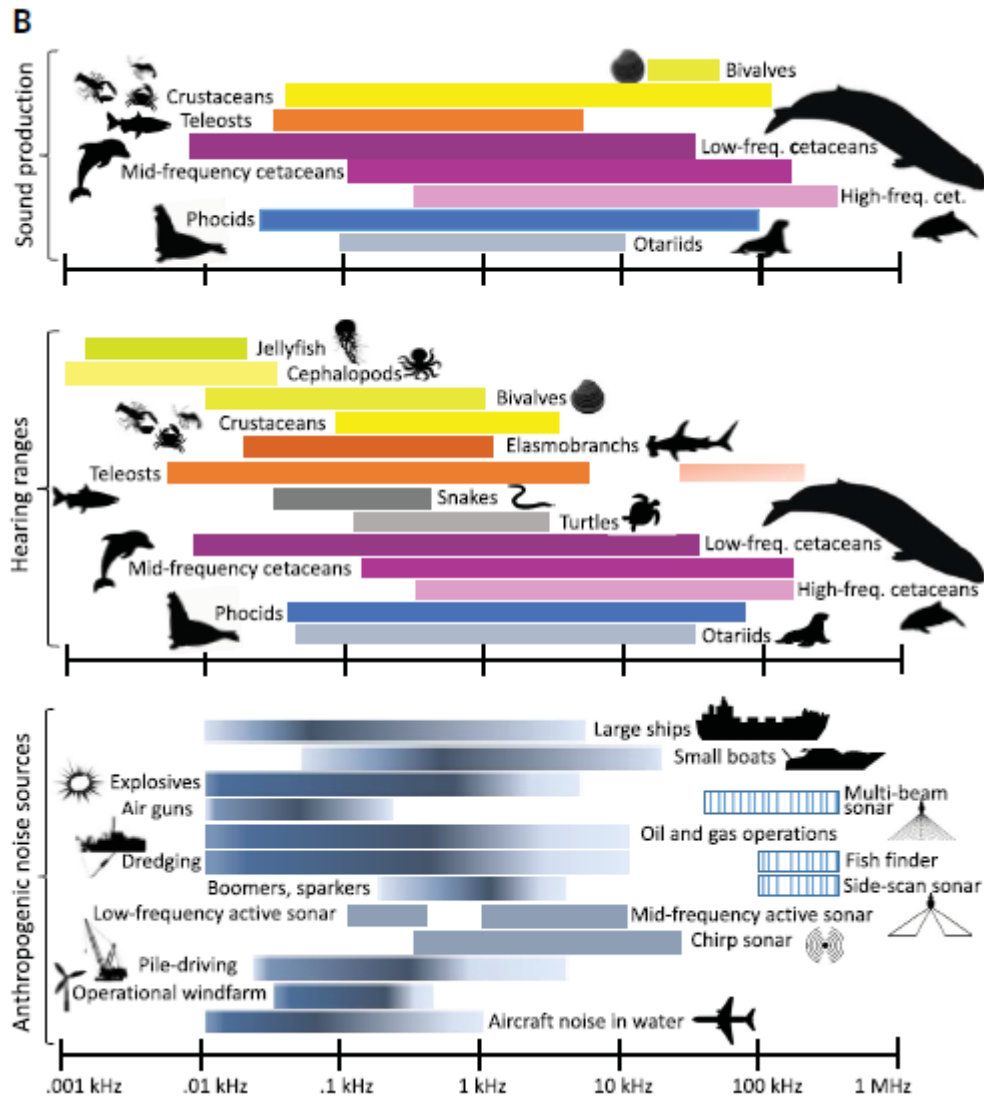 B
Sound production
Bivalves
Crustaceans
Teleosts
Low-freq. cetaceans
Mid-frequency cetaceans
High-freq. cet.
Phocids
Otariids
Hearing ranges
Jellyfish
Cephalopods
Bivalves
Crustaceans
Elasmobranchs
Teleosts
Snakes
Turtles
Low-freq. cetaceans
Mid-frequency cetaceans
High-freq. cetaceans
Phocids
Otariids
Anthropogenic noise sources
Large ships
Small boats
Explosives
Multi-beam
sonar
Air guns
Oil and gas operations
Dredging
Fish finder
Boomers, sparkers
Side-scan sonar
Low-frequency active sonar
Mid-frequency active sonar
Chirp sonar
Pile-driving
Operational windfarm
Aircraft noise in water
.001 kHz .01 kHz .1 kHz 1 kHz 10 kHz 100 kHz 1 MHz